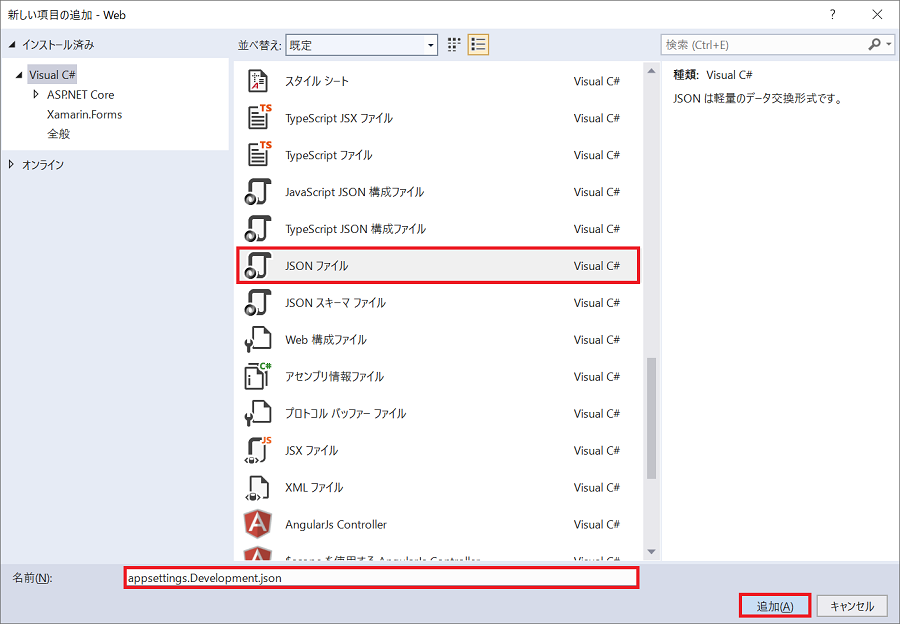 新しい項目の追加 - Web
インストール済み
Visual C#
ASP.NET Core
Xamarin.Forms
全般
オンライン
並べ替え: 既定
検索 (Ctrl+E)
スタイル シート Visual C#
TypeScript JSX ファイル Visual C#
TypeScript ファイル Visual C#
JavaScript JSON 構成ファイル Visual C#
TypeScript JSON 構成ファイル Visual C#
JSON ファイル Visual C#
JSON スキーマ ファイル Visual C#
Web 構成ファイル Visual C#
アセンブリ情報ファイル Visual C#
プロトコル バッファー ファイル Visual C#
JSX ファイル Visual C#
XML ファイル Visual C#
AngularJs Controller Visual C#
$scope を使用する AngularJs Controller Visual C#
種類: Visual C#
JSON は軽量のデータ交換形式です。
名前(N): appsettings.Development.json
追加(A) キャンセル